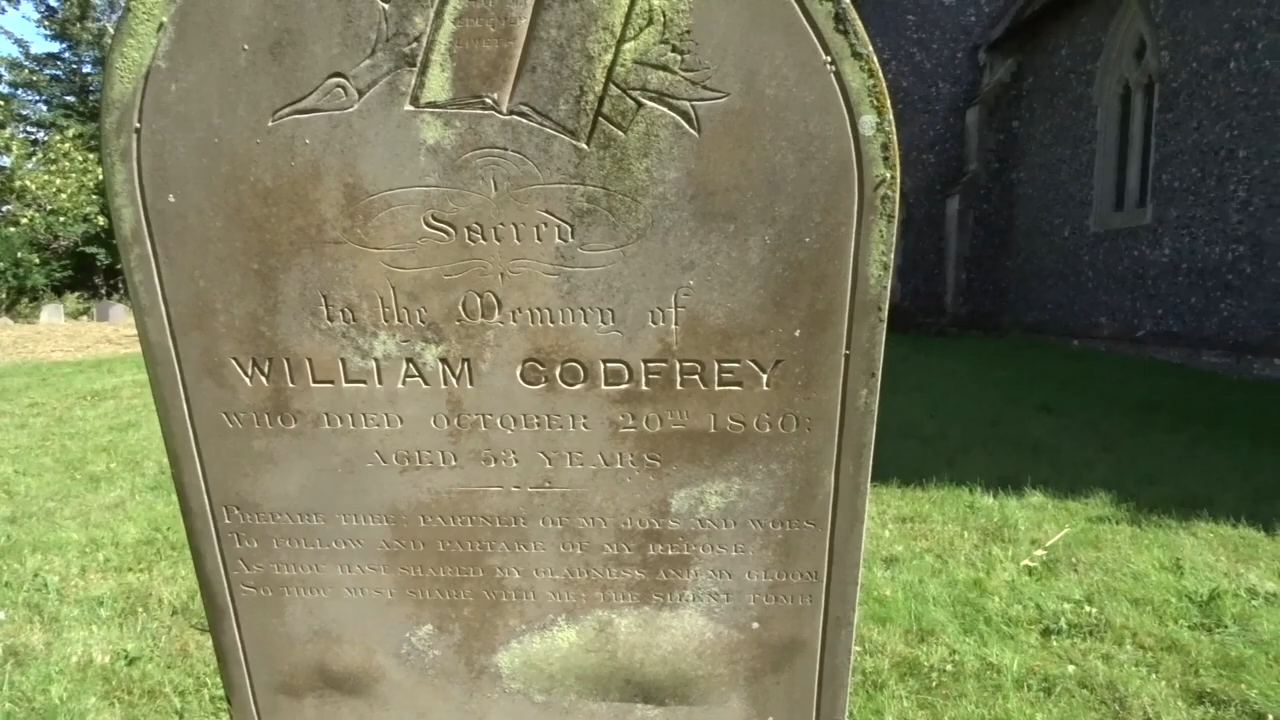 REDEEMER
LIVETH
Sacred
to the Memory of
WILLIAM GODFREY
WHO DIED OCTOBER 20TH 1860:
AGED 53 YEARS
PREPARE THEE: PARTNER OF MY JOYS AND WOES,
TO FOLLOW AND PARTAKE OF MY REPOSE;
AS THOU HAST SHARED MY GLADNESS AND MY GLOOM
SO THOU MUST SHARE WITH ME; THE SILENT TOMB